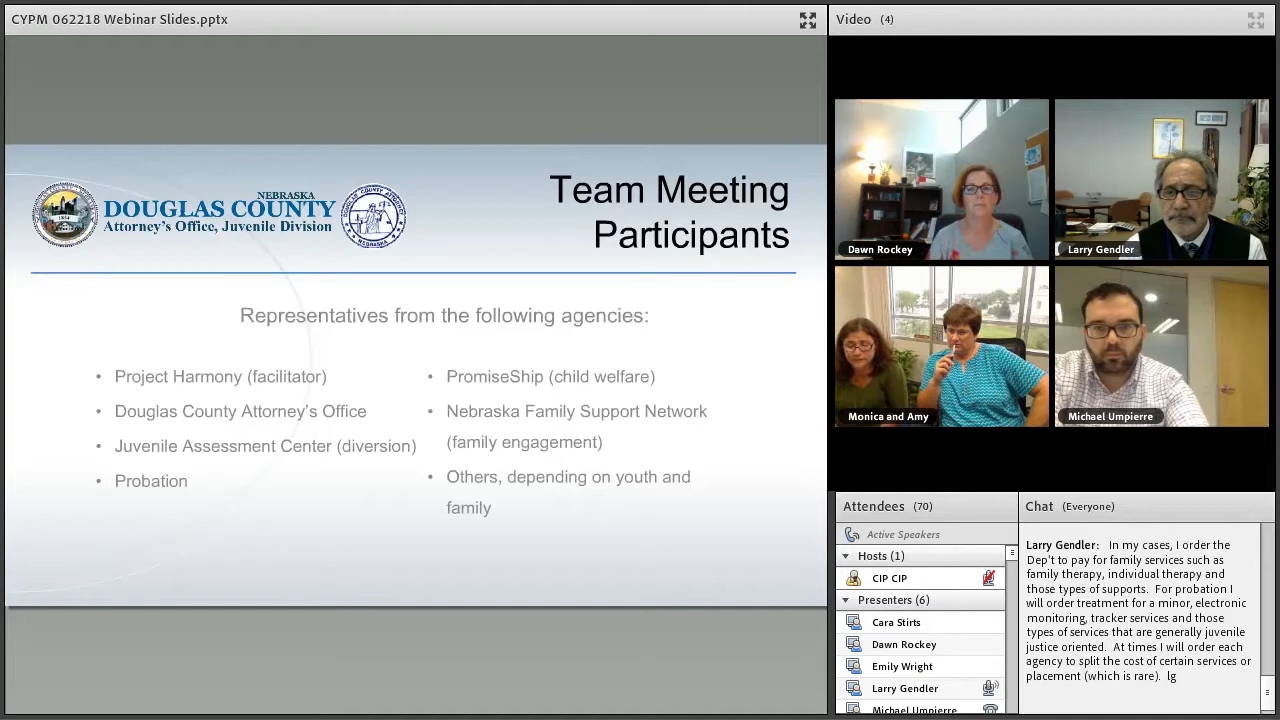 CYPM 062218 Webinar Slides.pptx
NEBRASKA
DOUGLAS COUNTY
Attorney's Office, Juvenile Division
Team Meeting
Participants
Representatives from the following agencies:
• Project Harmony (facilitator)
• Douglas County Attorney's Office
• Juvenile Assessment Center (diversion)
• Probation
• PromiseShip (child welfare)
• Nebraska Family Support Network
(family engagement)
• Others, depending on youth and
family
Video (4)
Dawn Rockey
Larry Gendler
Monica and Amy
Michael Umpierre
Attendees (70)
Active Speakers
Hosts (1)
CIP CIP
Presenters (6)
Cara Stirts
Dawn Rockey
Emily Wright
Larry Gendler
Michael Umpierre
Chat (Everyone)
Larry Gendler: In my cases, I order the
Dep't to pay for family services such as
family therapy, individual therapy and
those types of supports. For probation I
will order treatment for a minor, electronic
monitoring, tracker services and those
types of services that are generally juvenile
justice oriented. At times I will order each
agency to split the cost of certain services or
placement (which is rare). lg